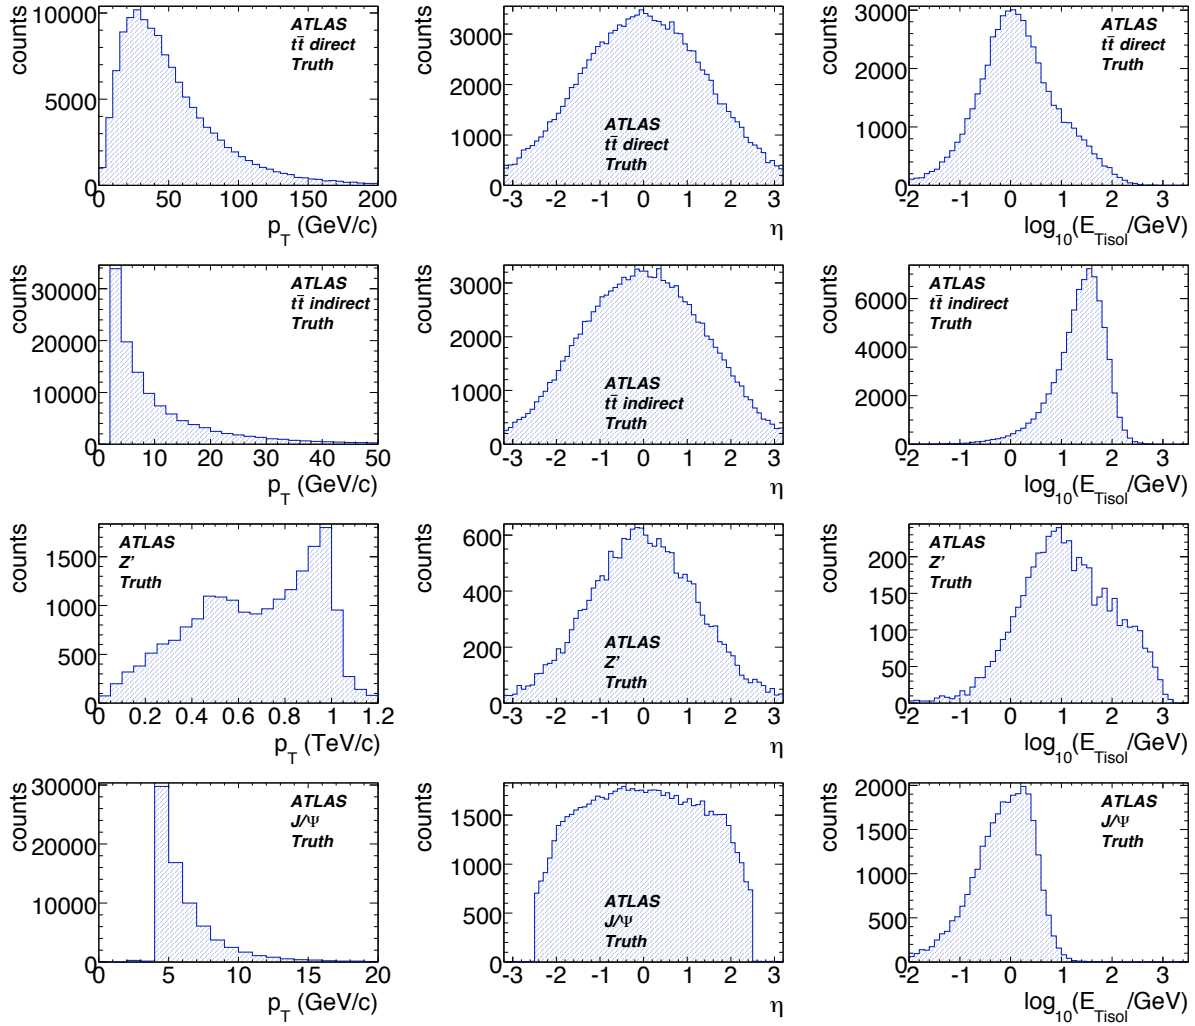 counts
10000
5000
0
0 50 100 150 200
p_T (GeV/c)
ATLAS
tt̄ direct
Truth
counts
3000
2000
1000
0
-3 -2 -1 0 1 2 3
η
ATLAS
tt̄ direct
Truth
counts
3000
2000
1000
0
-2 -1 0 1 2 3
log₁₀(E_Tisol/GeV)
ATLAS
tt̄ direct
Truth
counts
30000
20000
10000
0
0 10 20 30 40 50
p_T (GeV/c)
ATLAS
tt̄ indirect
Truth
counts
3000
2000
1000
0
-3 -2 -1 0 1 2 3
η
ATLAS
tt̄ indirect
Truth
counts
6000
4000
2000
0
-2 -1 0 1 2 3
log₁₀(E_Tisol/GeV)
ATLAS
tt̄ indirect
Truth
counts
1500
1000
500
0
0 0.2 0.4 0.6 0.8 1 1.2
p_T (TeV/c)
ATLAS
Z'
Truth
counts
600
400
200
0
-3 -2 -1 0 1 2 3
η
ATLAS
Z'
Truth
counts
200
150
100
50
0
-2 -1 0 1 2 3
log₁₀(E_Tisol/GeV)
ATLAS
Z'
Truth
counts
30000
20000
10000
0
0 5 10 15 20
p_T (GeV/c)
ATLAS
J/Ψ
Truth
counts
1500
1000
500
0
-3 -2 -1 0 1 2 3
η
ATLAS
J/Ψ
Truth
counts
2000
1500
1000
500
0
-2 -1 0 1 2 3
log₁₀(E_Tisol/GeV)
ATLAS
J/Ψ
Truth